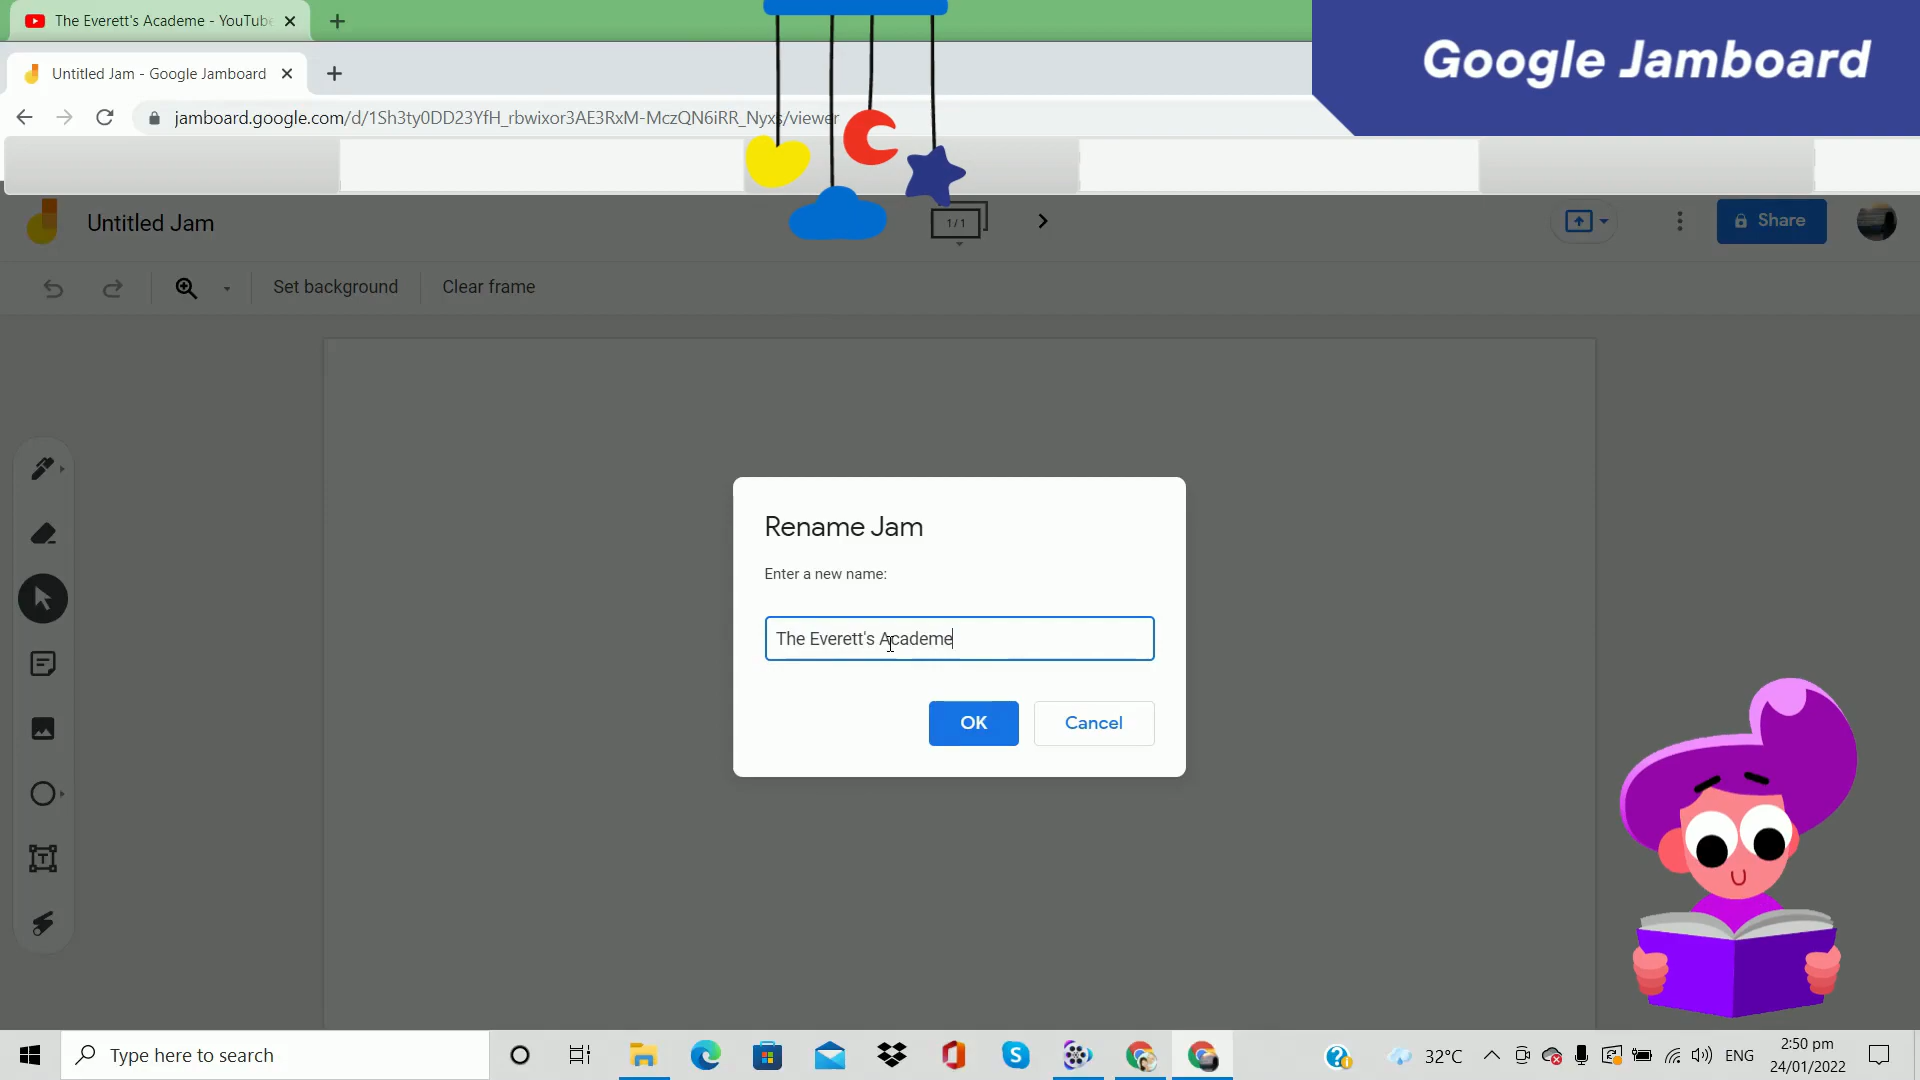 The Everett's Academe - YouTube
Google Jamboard
Untitled Jam - Google Jamboard
jamboard.google.com/d/1Sh3ty0DD23YfH_rbwixor3AE3RxM-MczQN6iRR_Nyxs/viewer
Untitled Jam
1 / 1
Share
Set background
Clear frame
Rename Jam
Enter a new name:
The Everett's Academe
OK
Cancel
Type here to search
32°C
ENG
2:50 pm
24/01/2022